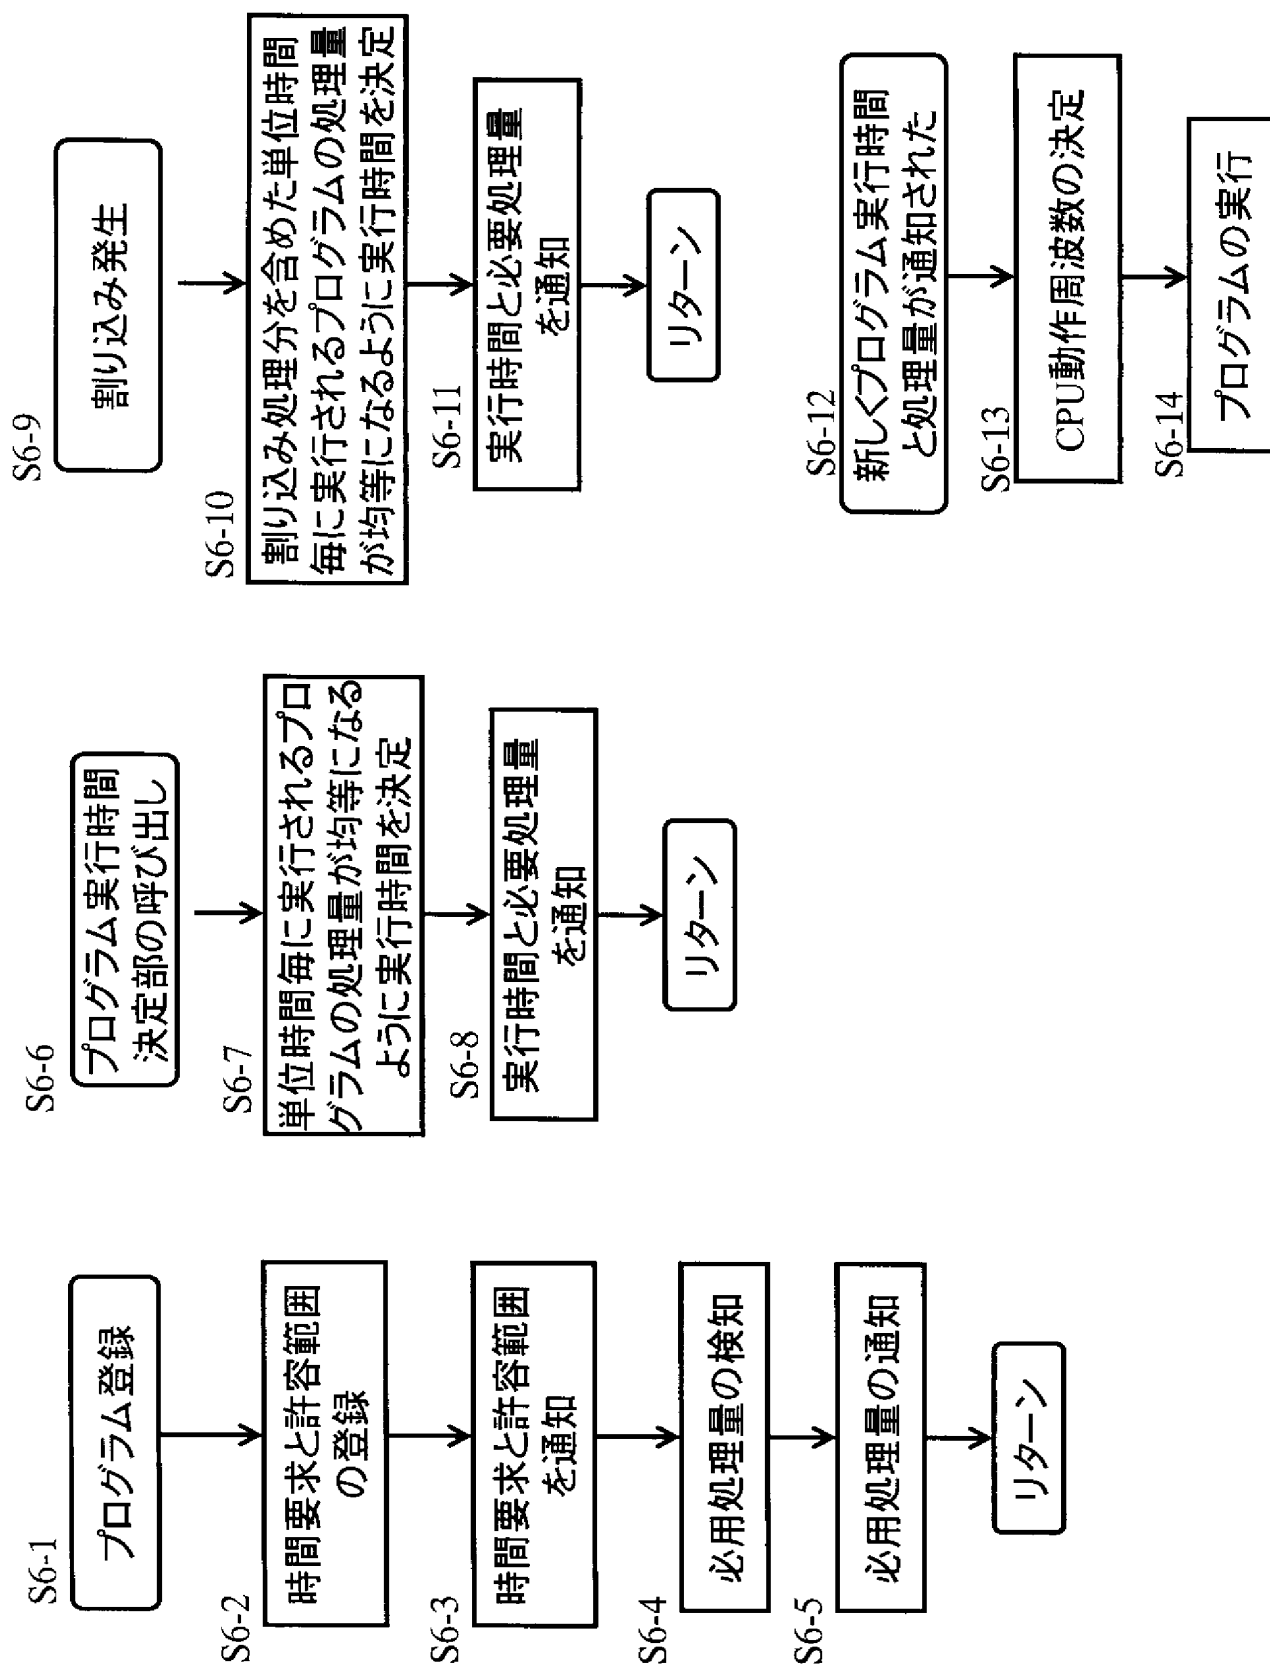 S6-1
プログラム登録
S6-2
時間要求と許容範囲
の登録
S6-3
時間要求と許容範囲
を通知
S6-4
必用処理量の検知
S6-5
必用処理量の通知
リターン
S6-6
プログラム実行時間
決定部の呼び出し
S6-7
単位時間毎に実行されるプロ
グラムの処理量が均等になる
ように実行時間を決定
S6-8
実行時間と必要処理量
を通知
リターン
S6-9
割り込み発生
S6-10
割り込み処理分を含めた単位時間
毎に実行されるプログラムの処理量
が均等になるように実行時間を決定
S6-11
実行時間と必要処理量
を通知
リターン
S6-12
新しくプログラム実行時間
と処理量が通知された
S6-13
CPU動作周波数の決定
S6-14
プログラムの実行